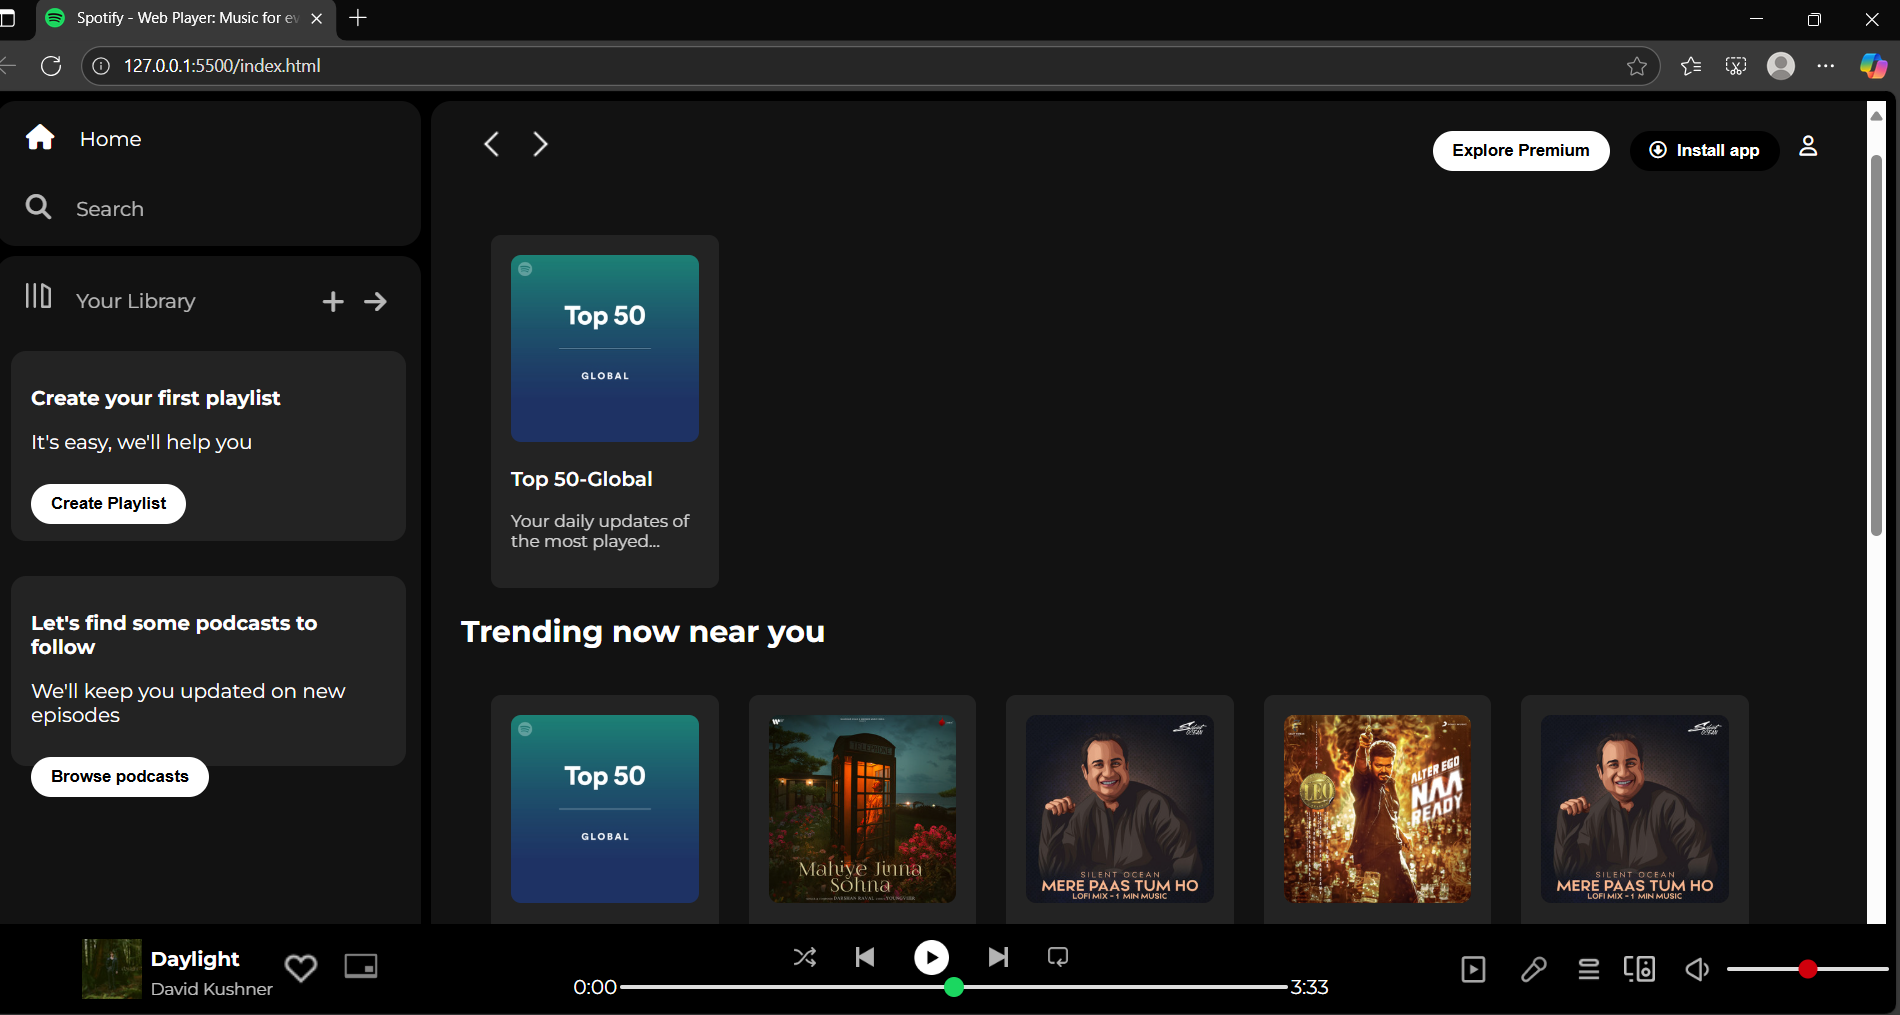 Spotify - Web Player: Music for ev
127.0.0.1:5500/index.html
Home
Search
Your Library
Create your first playlist
It's easy, we'll help you
Create Playlist
Let's find some podcasts to
follow
We'll keep you updated on new
episodes
Browse podcasts
Explore Premium
Install app
Top 50
GLOBAL
Top 50-Global
Your daily updates of
the most played...
Trending now near you
Top 50
GLOBAL
Mahiye Jinna
Sohna
Silent
Ocean
SILENT OCEAN
MERE PAAS TUM HO
LOFI MIX - 1 MIN MUSIC
LEO
ALTER EGO
NAA
READY
Silent
Ocean
SILENT OCEAN
MERE PAAS TUM HO
LOFI MIX - 1 MIN MUSIC
Daylight
David Kushner
0:00
3:33